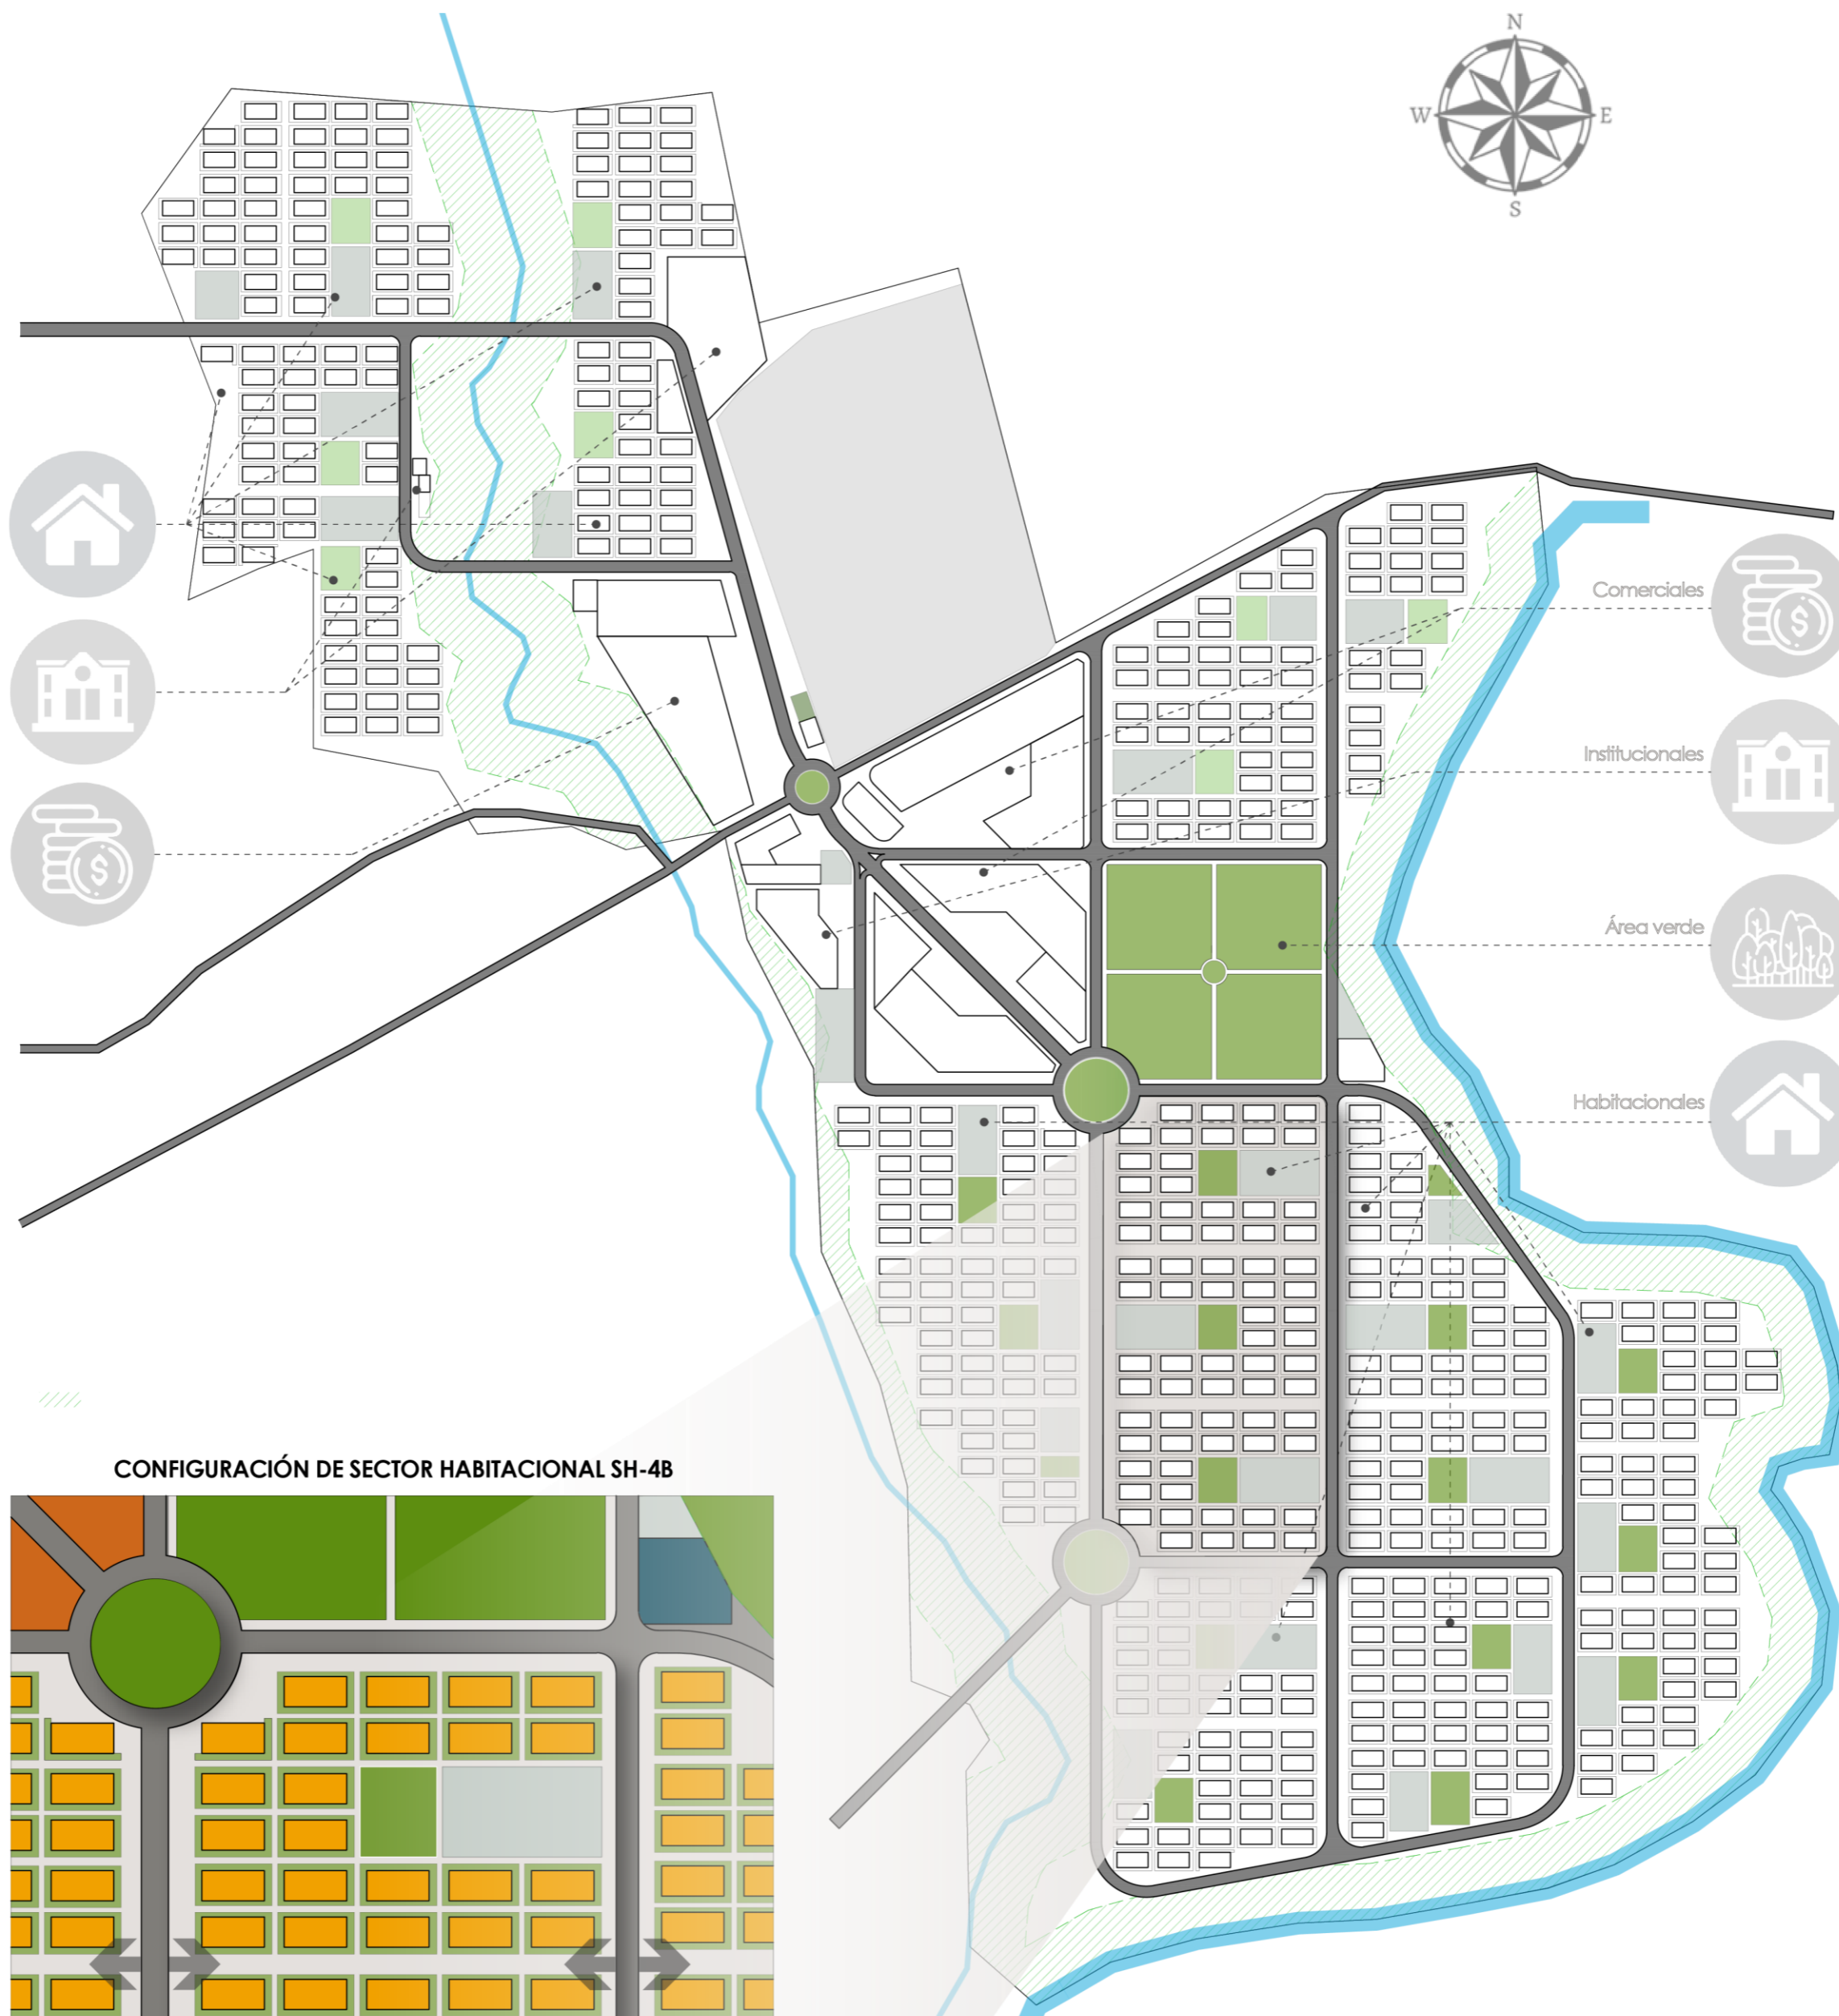 N
W E
S
Comerciales
Institucionales
Área verde
Habitacionales
CONFIGURACIÓN DE SECTOR HABITACIONAL SH-4B